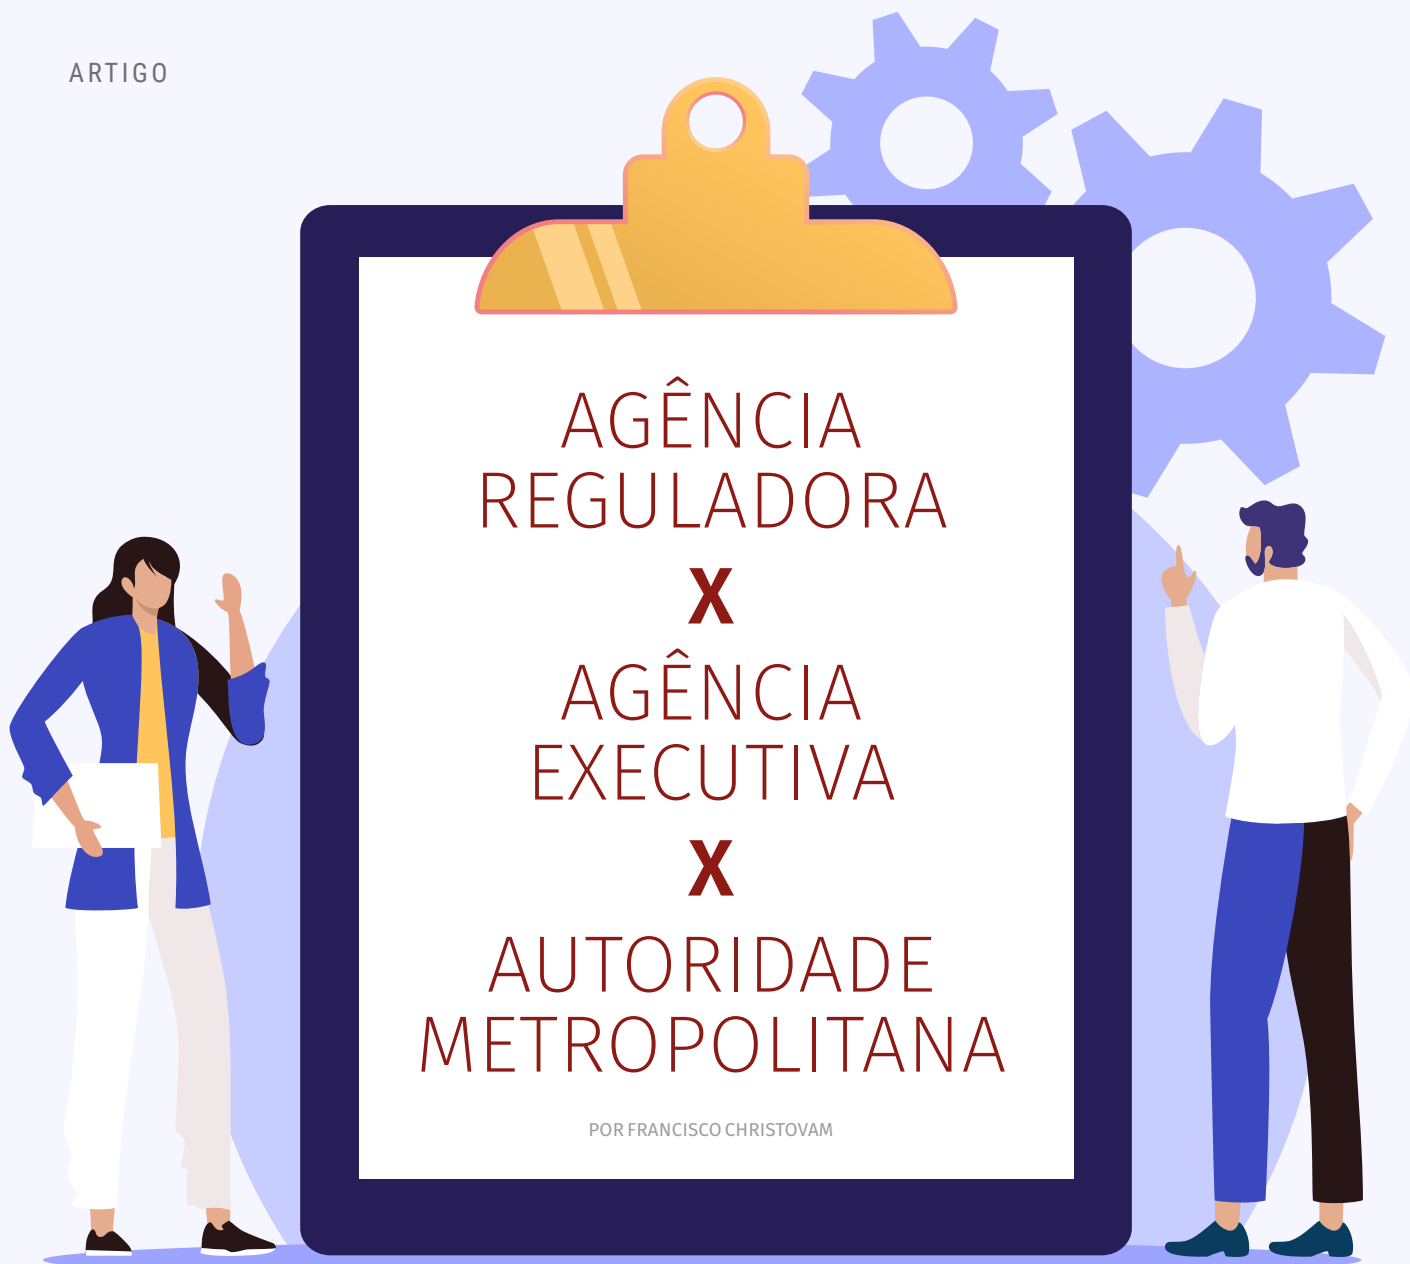 ARTIGO
AGÊNCIA
REGULADORA
X
AGÊNCIA
EXECUTIVA
X
AUTORIDADE
METROPOLITANA
POR FRANCISCO CHRISTOVAM